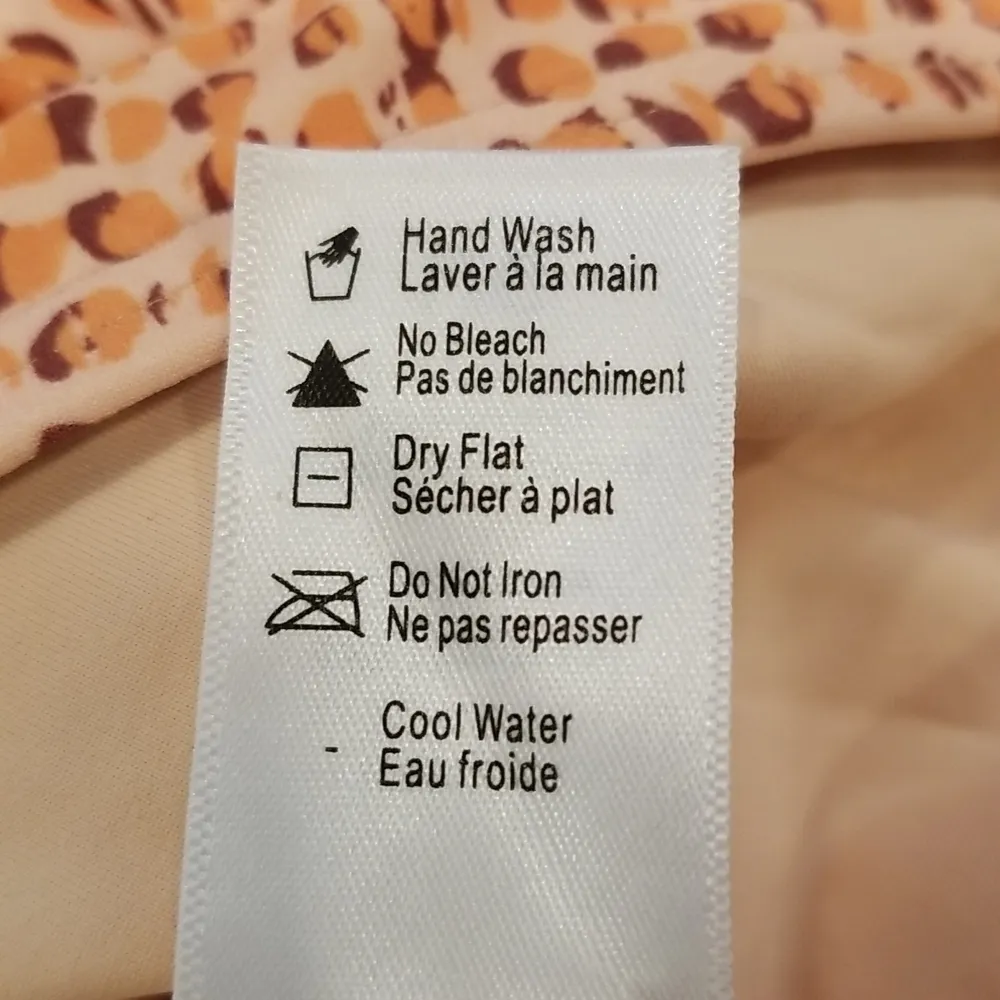 Hand Wash
Laver à la main
No Bleach
Pas de blanchiment
Dry Flat
Sécher à plat
Do Not Iron
Ne pas repasser
Cool Water
- Eau froide